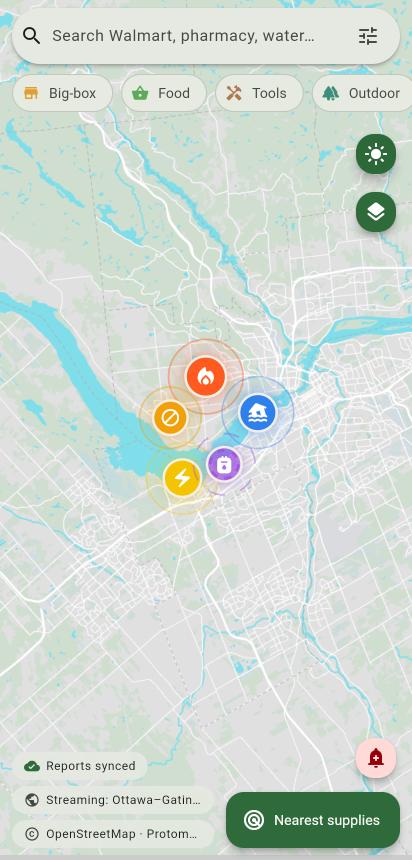 Search Walmart, pharmacy, water…
Big-box
Food
Tools
Outdoor
Reports synced
Streaming: Ottawa–Gatin…
© OpenStreetMap · Protom…
Nearest supplies